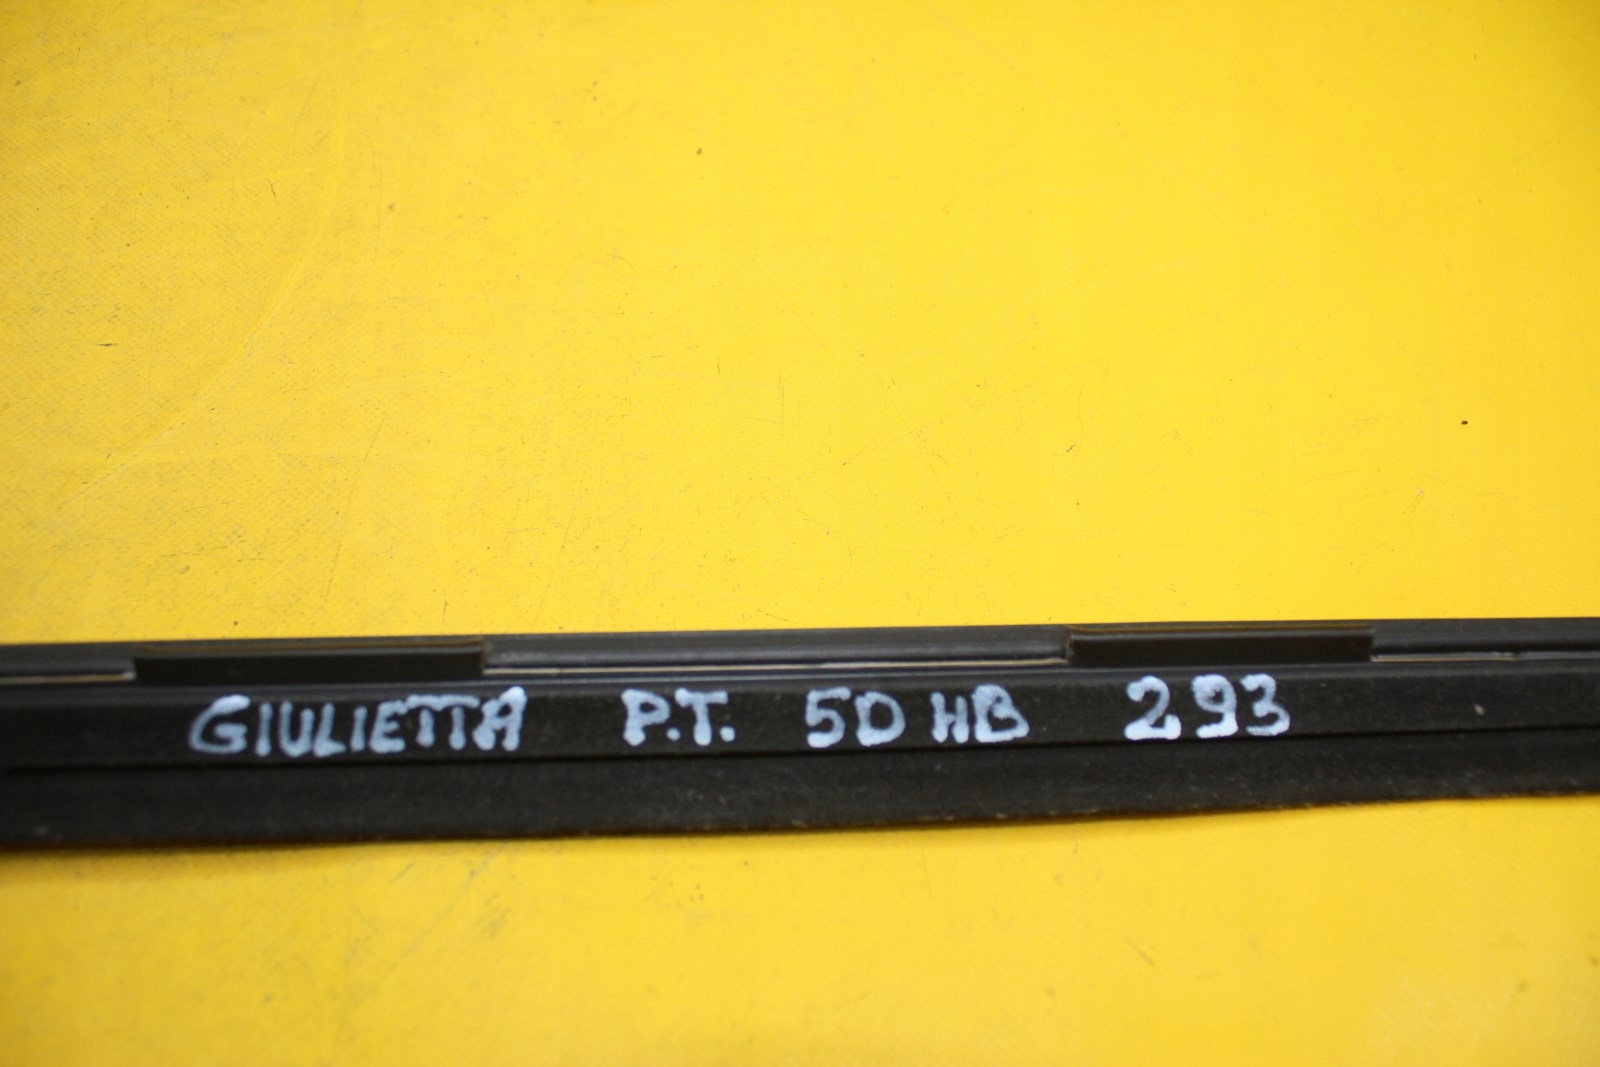 GIULIETTA P.T. 5D HB 293